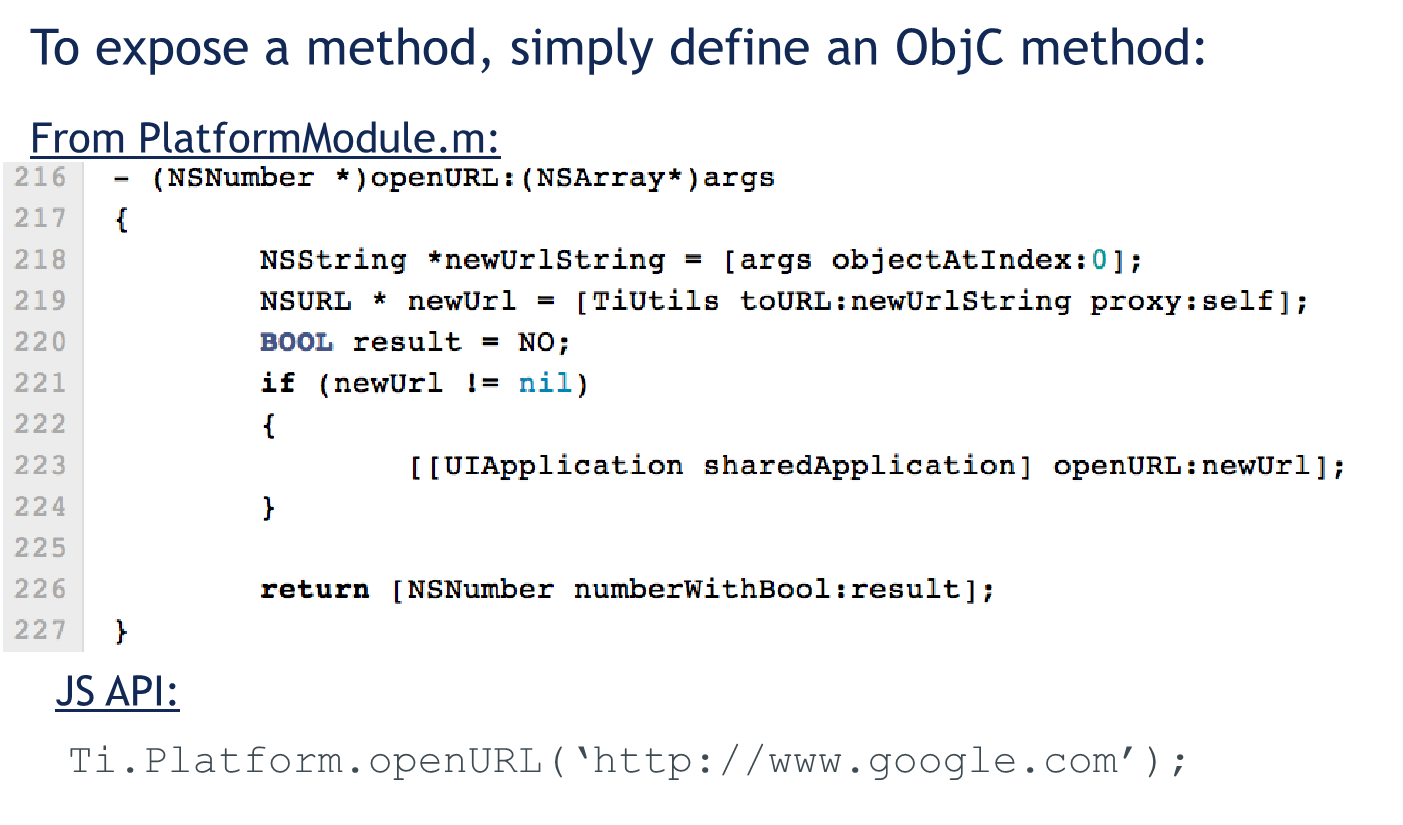 To expose a method, simply define an ObjC method:
From PlatformModule.m:
216 - (NSNumber *)openURL:(NSArray*)args
217 {
218 NSString *newUrlString = [args objectAtIndex:0];
219 NSURL * newUrl = [TiUtils toURL:newUrlString proxy:self];
220 BOOL result = NO;
221 if (newUrl != nil)
222 {
223 [[UIApplication sharedApplication] openURL:newUrl];
224 }
225
226 return [NSNumber numberWithBool:result];
227 }
JS API:
Ti.Platform.openURL(‘http://www.google.com’);